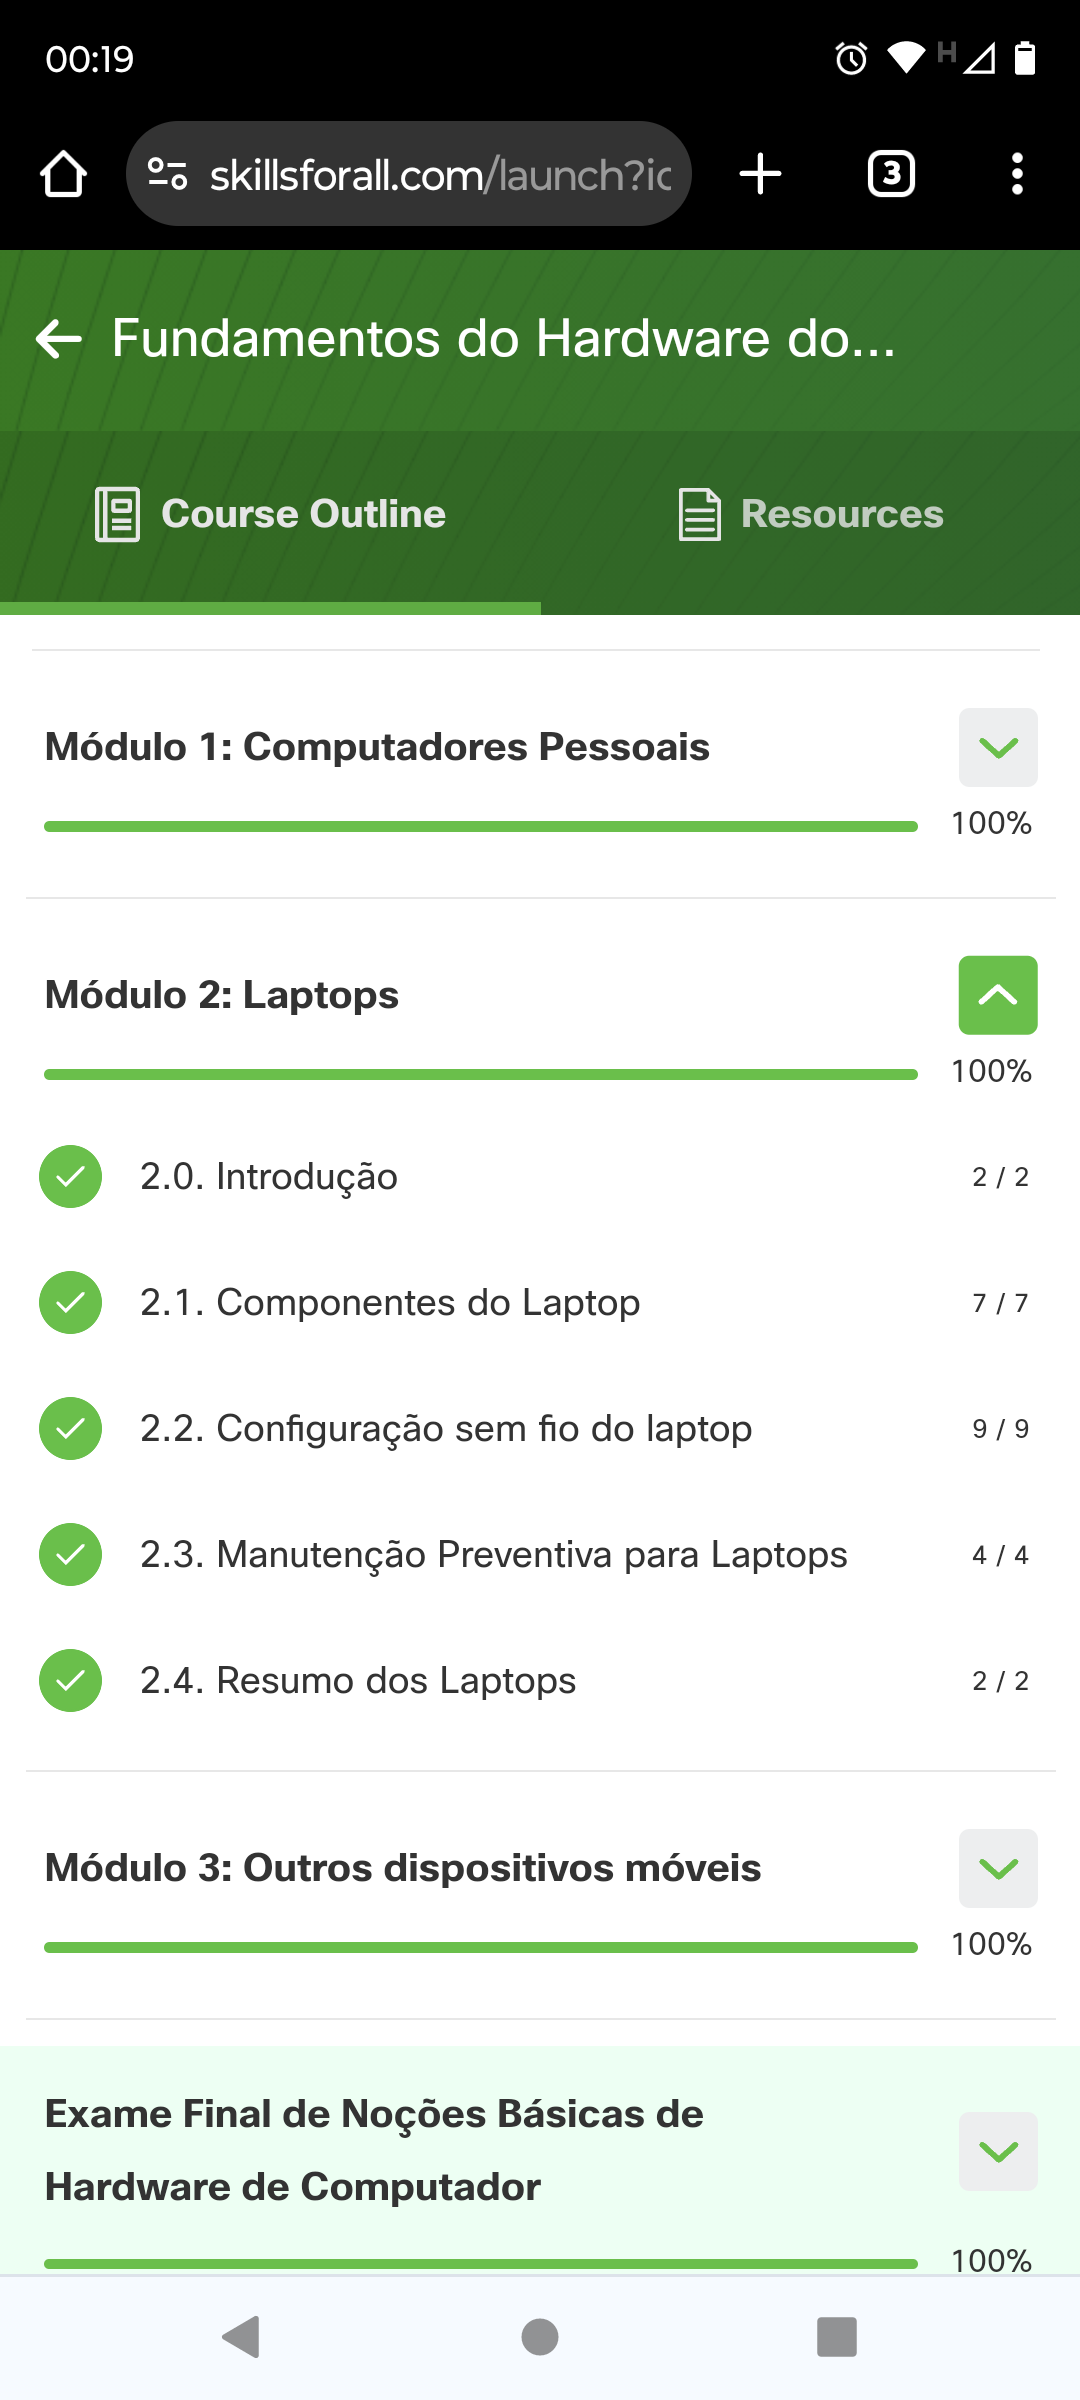 00:19
H
skillsforall.com/launch?ic
3
Fundamentos do Hardware do...
Course Outline
Resources
Módulo 1: Computadores Pessoais
100%
Módulo 2: Laptops
100%
2.0. Introdução
2 / 2
2.1. Componentes do Laptop
7 / 7
2.2. Configuração sem fio do laptop
9 / 9
2.3. Manutenção Preventiva para Laptops
4 / 4
2.4. Resumo dos Laptops
2 / 2
Módulo 3: Outros dispositivos móveis
100%
Exame Final de Noções Básicas de
Hardware de Computador
100%